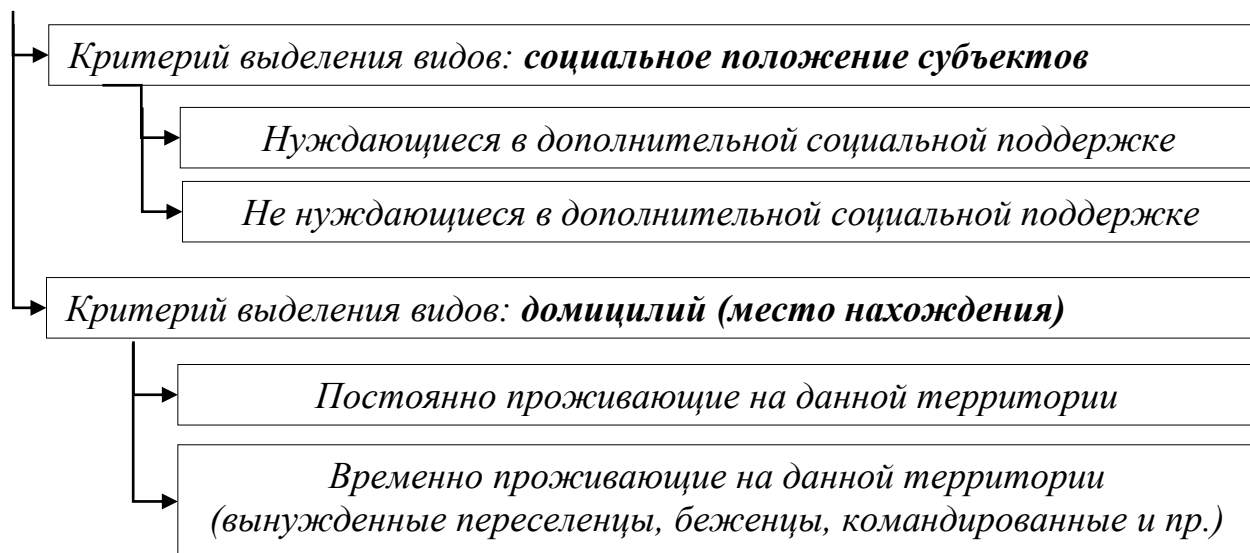 Критерий выделения видов: социальное положение субъектов
Нуждающиеся в дополнительной социальной поддержке
Не нуждающиеся в дополнительной социальной поддержке
Критерий выделения видов: домицилий (место нахождения)
Постоянно проживающие на данной территории
Временно проживающие на данной территории
(вынужденные переселенцы, беженцы, командированные и пр.)